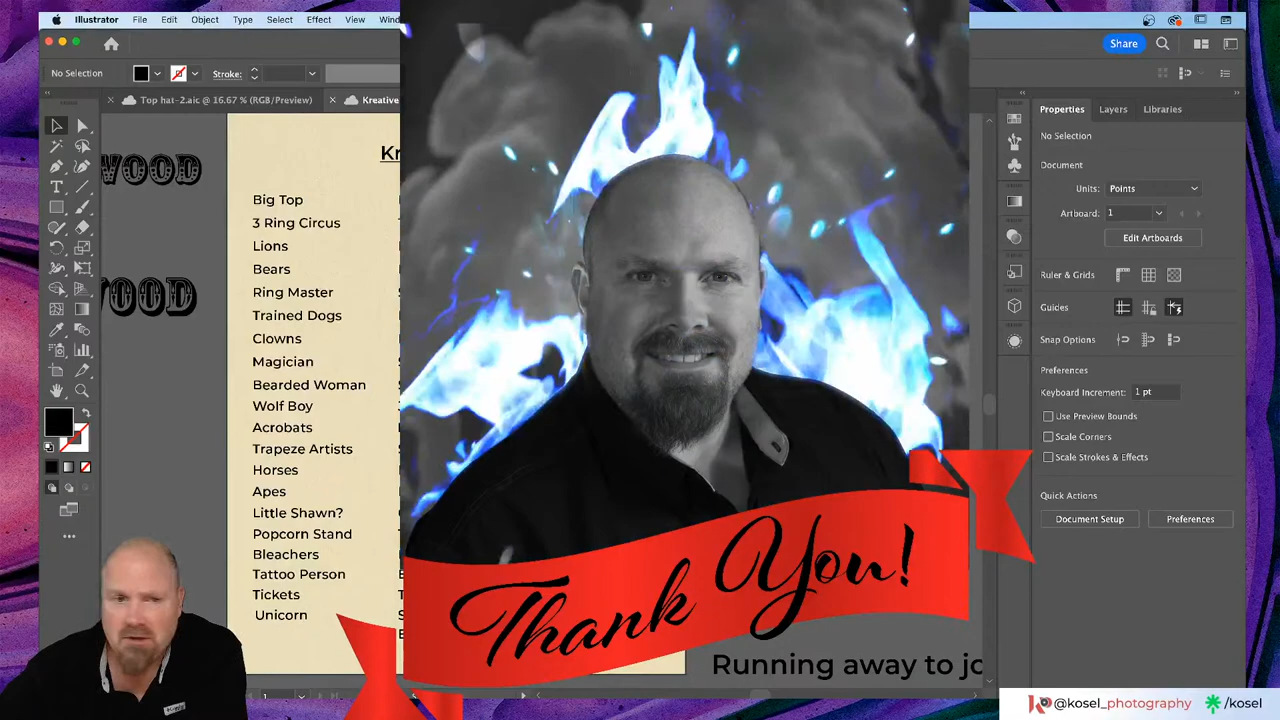 Illustrator File Edit Object Type Select Effect View
Share
No Selection
Stroke:
Top hat-2.aic @ 16.67 % (RGB/Preview)
Kreative
WOOD
WOOD
Big Top
3 Ring Circus
Lions
Bears
Ring Master
Trained Dogs
Clowns
Magician
Bearded Woman
Wolf Boy
Acrobats
Trapeze Artists
Horses
Apes
Little Shawn?
Popcorn Stand
Bleachers
Tattoo Person
Tickets
Unicorn
Thank You!
Running away to jo
Properties Layers Libraries
No Selection
Document
Units: Points
Artboard: 1
Edit Artboards
Ruler & Grids
Guides
Snap Options
Preferences
Keyboard Increment: 1 pt
Use Preview Bounds
Scale Corners
Scale Strokes & Effects
Quick Actions
Document Setup Preferences
@kosel_photography /kosel